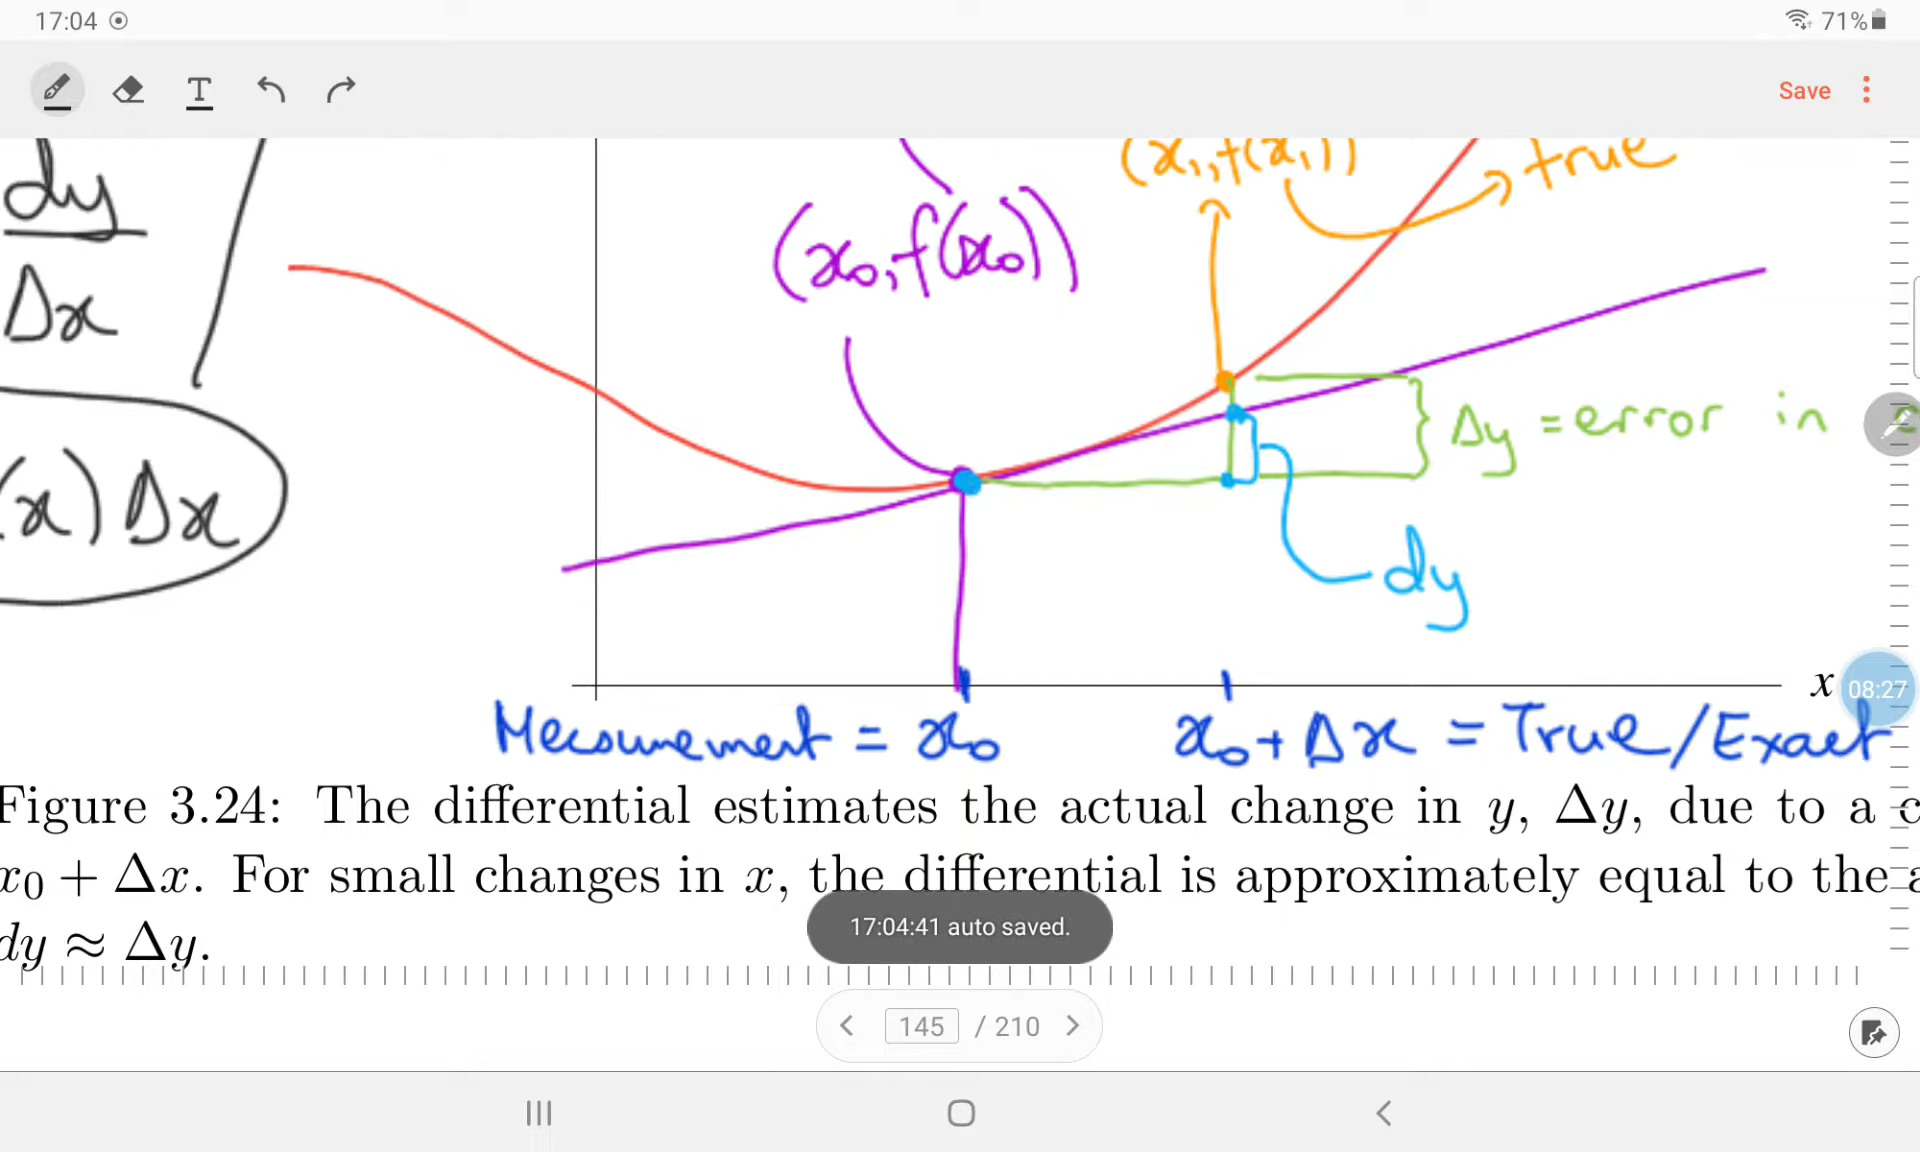 17:04
71%
T
Save
dy
Δx
(x₁, f(x₁))
true
(x₀, f(x₀))
Δy = error in
(x) Δx
dy
x
08:27
Mecsurement = x₀
x₀ + Δx = True/Exact
Figure 3.24: The differential estimates the actual change in y, Δy, due to a c
x₀ + Δx. For small changes in x, the differential is approximately equal to the a
dy ≈ Δy.
17:04:41 auto saved.
145 / 210